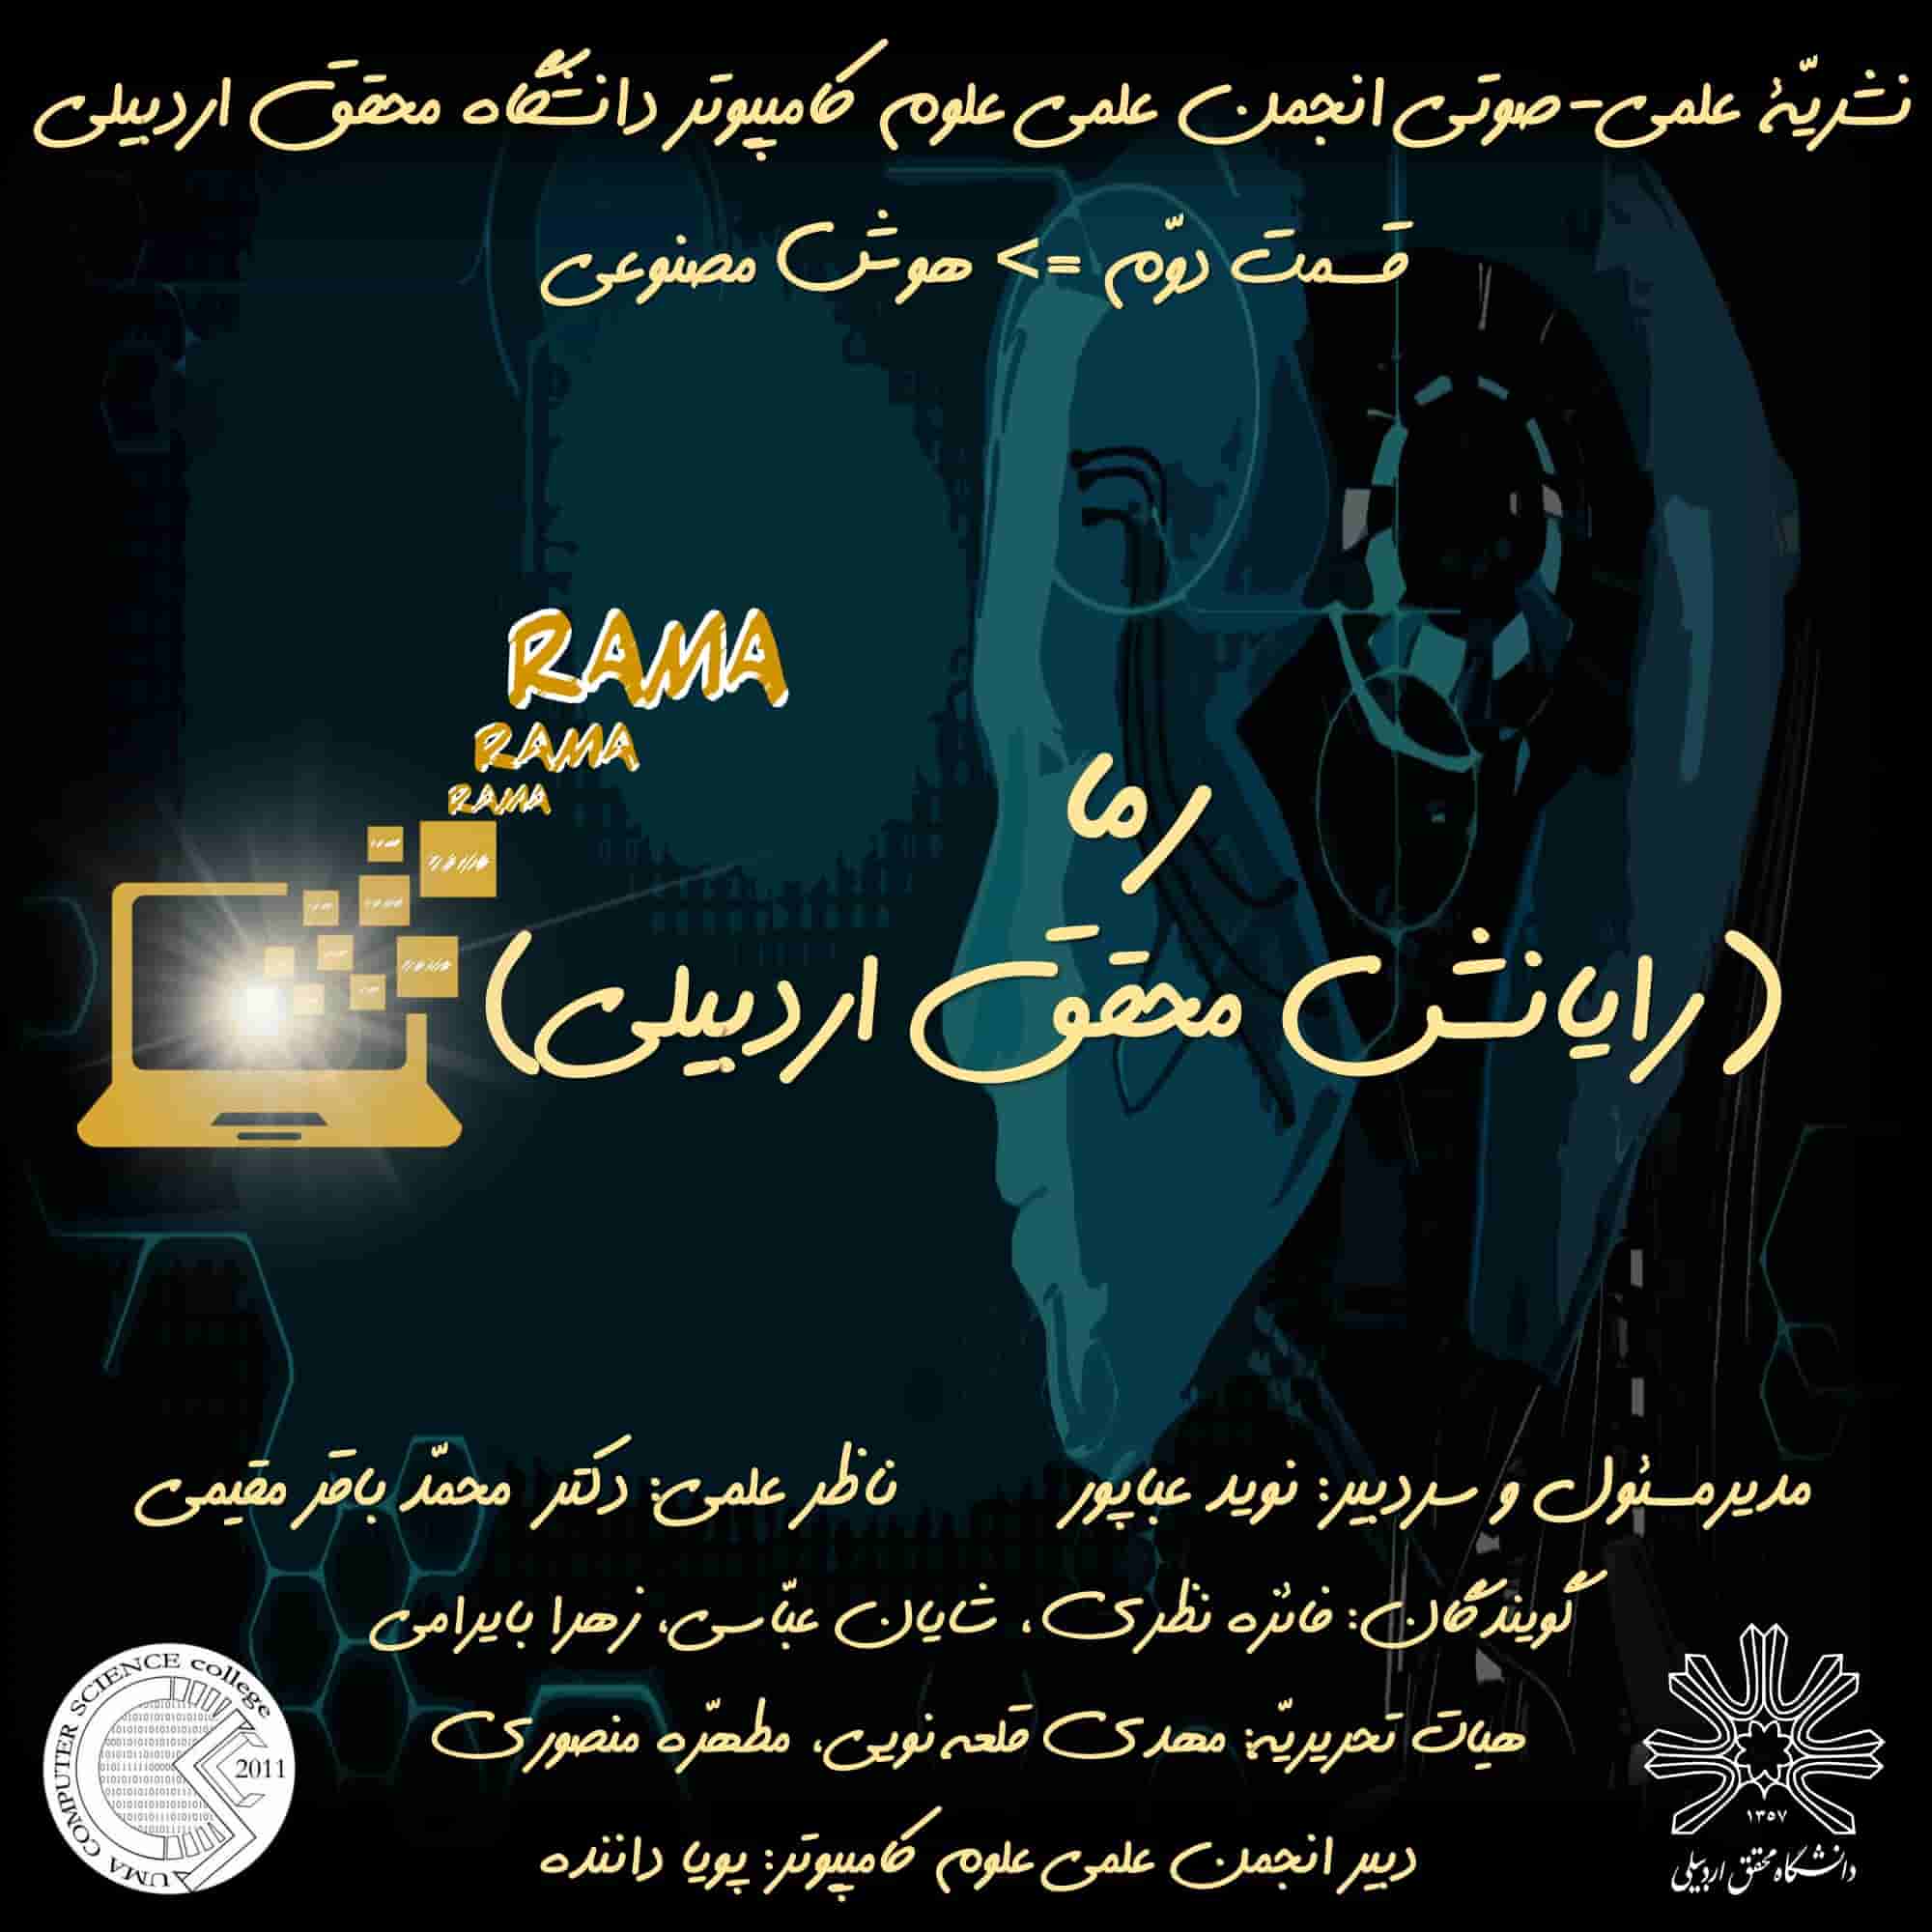 نشریّهٔ علمی-صوتی انجمن علمی علوم کامپیوتر دانشگاه محقق اردبیلی
قسمت دوّم => هوش مصنوعی
RAMA
RAMA
RAMA
رما
(رایانش محقق اردبیلی)
مدیرمسئول و سردبیر: نوید عباپور
ناظر علمی: دکتر محمّد باقر مقیمی
گویندگان: فائزه نظری، شایان عبّاسی، زهرا بایرامی
هیات تحریریّه: مهدی قلعه‌نویی، مطهّره منصوری
دبیر انجمن علمی علوم کامپیوتر: پویا داننده
UMA COMPUTER SCIENCE college
2011
۱۳۵۷
دانشگاه محقق اردبیلی